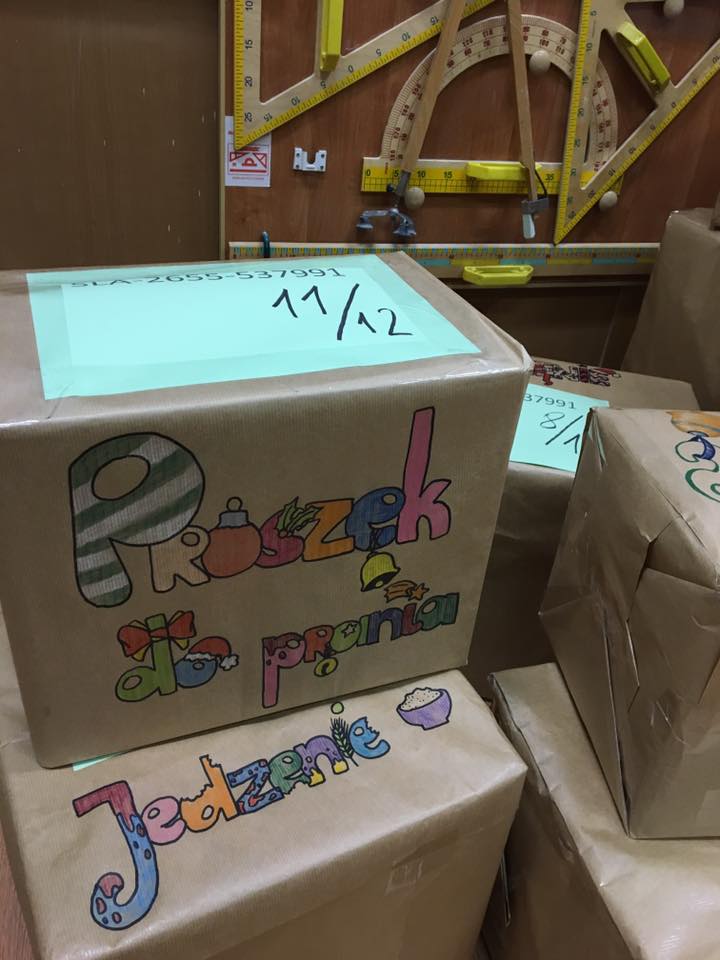 SLA-2655-537991
11/12
37991
8/1
Proszek
do prania
Jedzenie